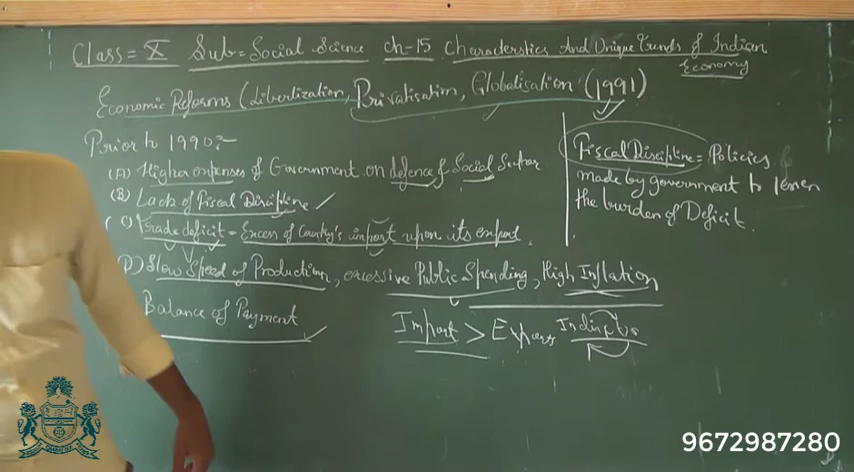 Class = X Sub = Social Science ch-15 Characterstics And Unique Trends of Indian
Economy
Economic Reforms (Libertization, Privatisation, Globalisation (1991)
Prior to 1990:-
(A) Higher expenses of Government on defence & Social Sector
(B) Lack of Fiscal Discipline
(C) Trade deficit = Excess of Country's import upon its export.
(D) Slow Speed of Production, excessive Public Spending, High Inflation
Balance of Payment
Import > Export
Fiscal Discipline = Policies
made by government to lessen
the burden of Deficit.
9672987280